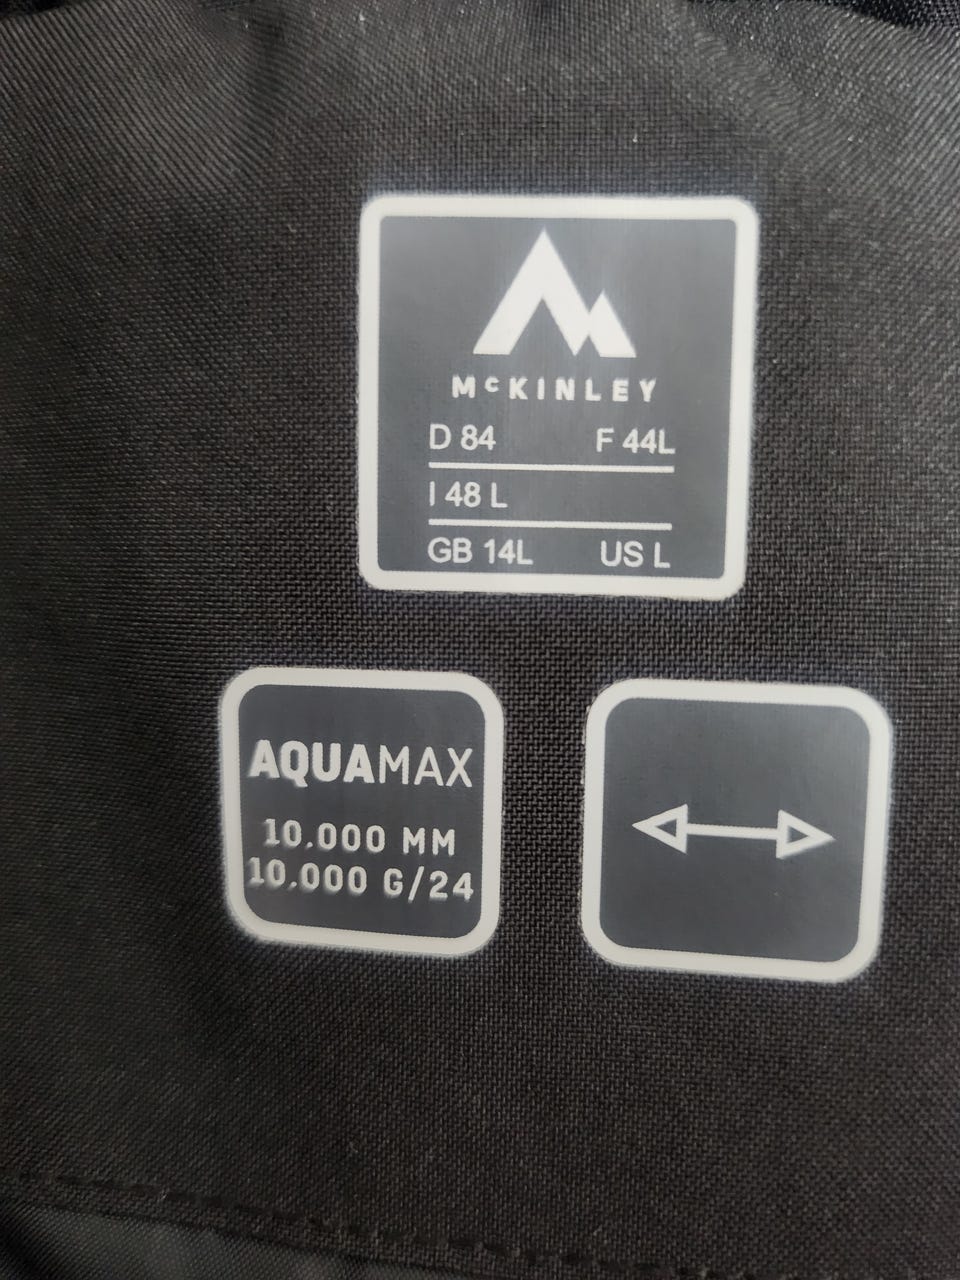 McKINLEY
D 84 F 44L
I 48 L
GB 14L US L
AQUAMAX
10.000 MM
10.000 G/24